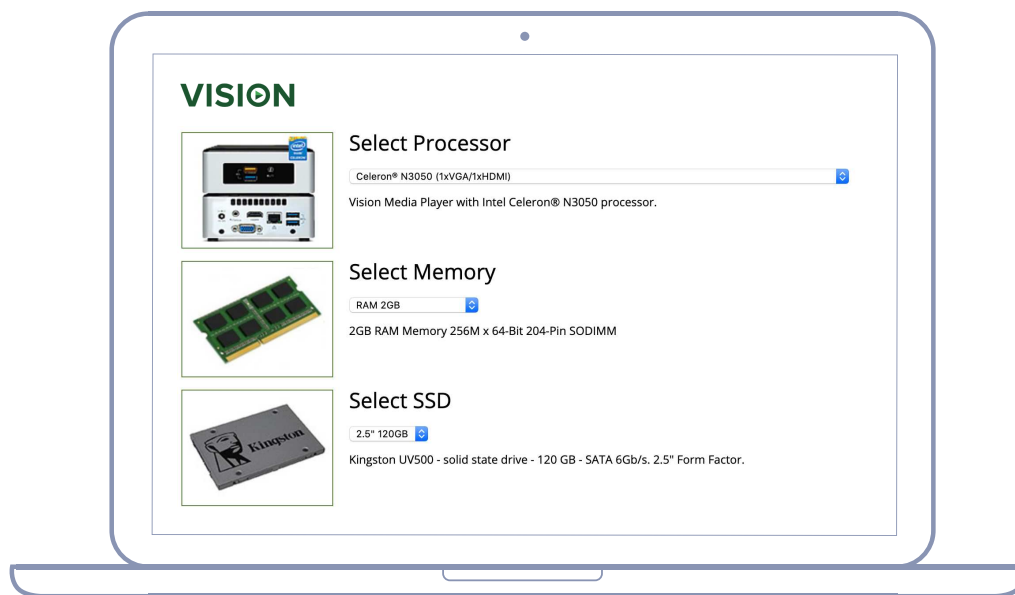 VISION
intel
CELERON
Select Processor
Celeron® N3050 (1xVGA/1xHDMI)
Vision Media Player with Intel Celeron® N3050 processor.
Select Memory
RAM 2GB
2GB RAM Memory 256M x 64-Bit 204-Pin SODIMM
Kingston
Select SSD
2.5" 120GB
Kingston UV500 - solid state drive - 120 GB - SATA 6Gb/s. 2.5" Form Factor.